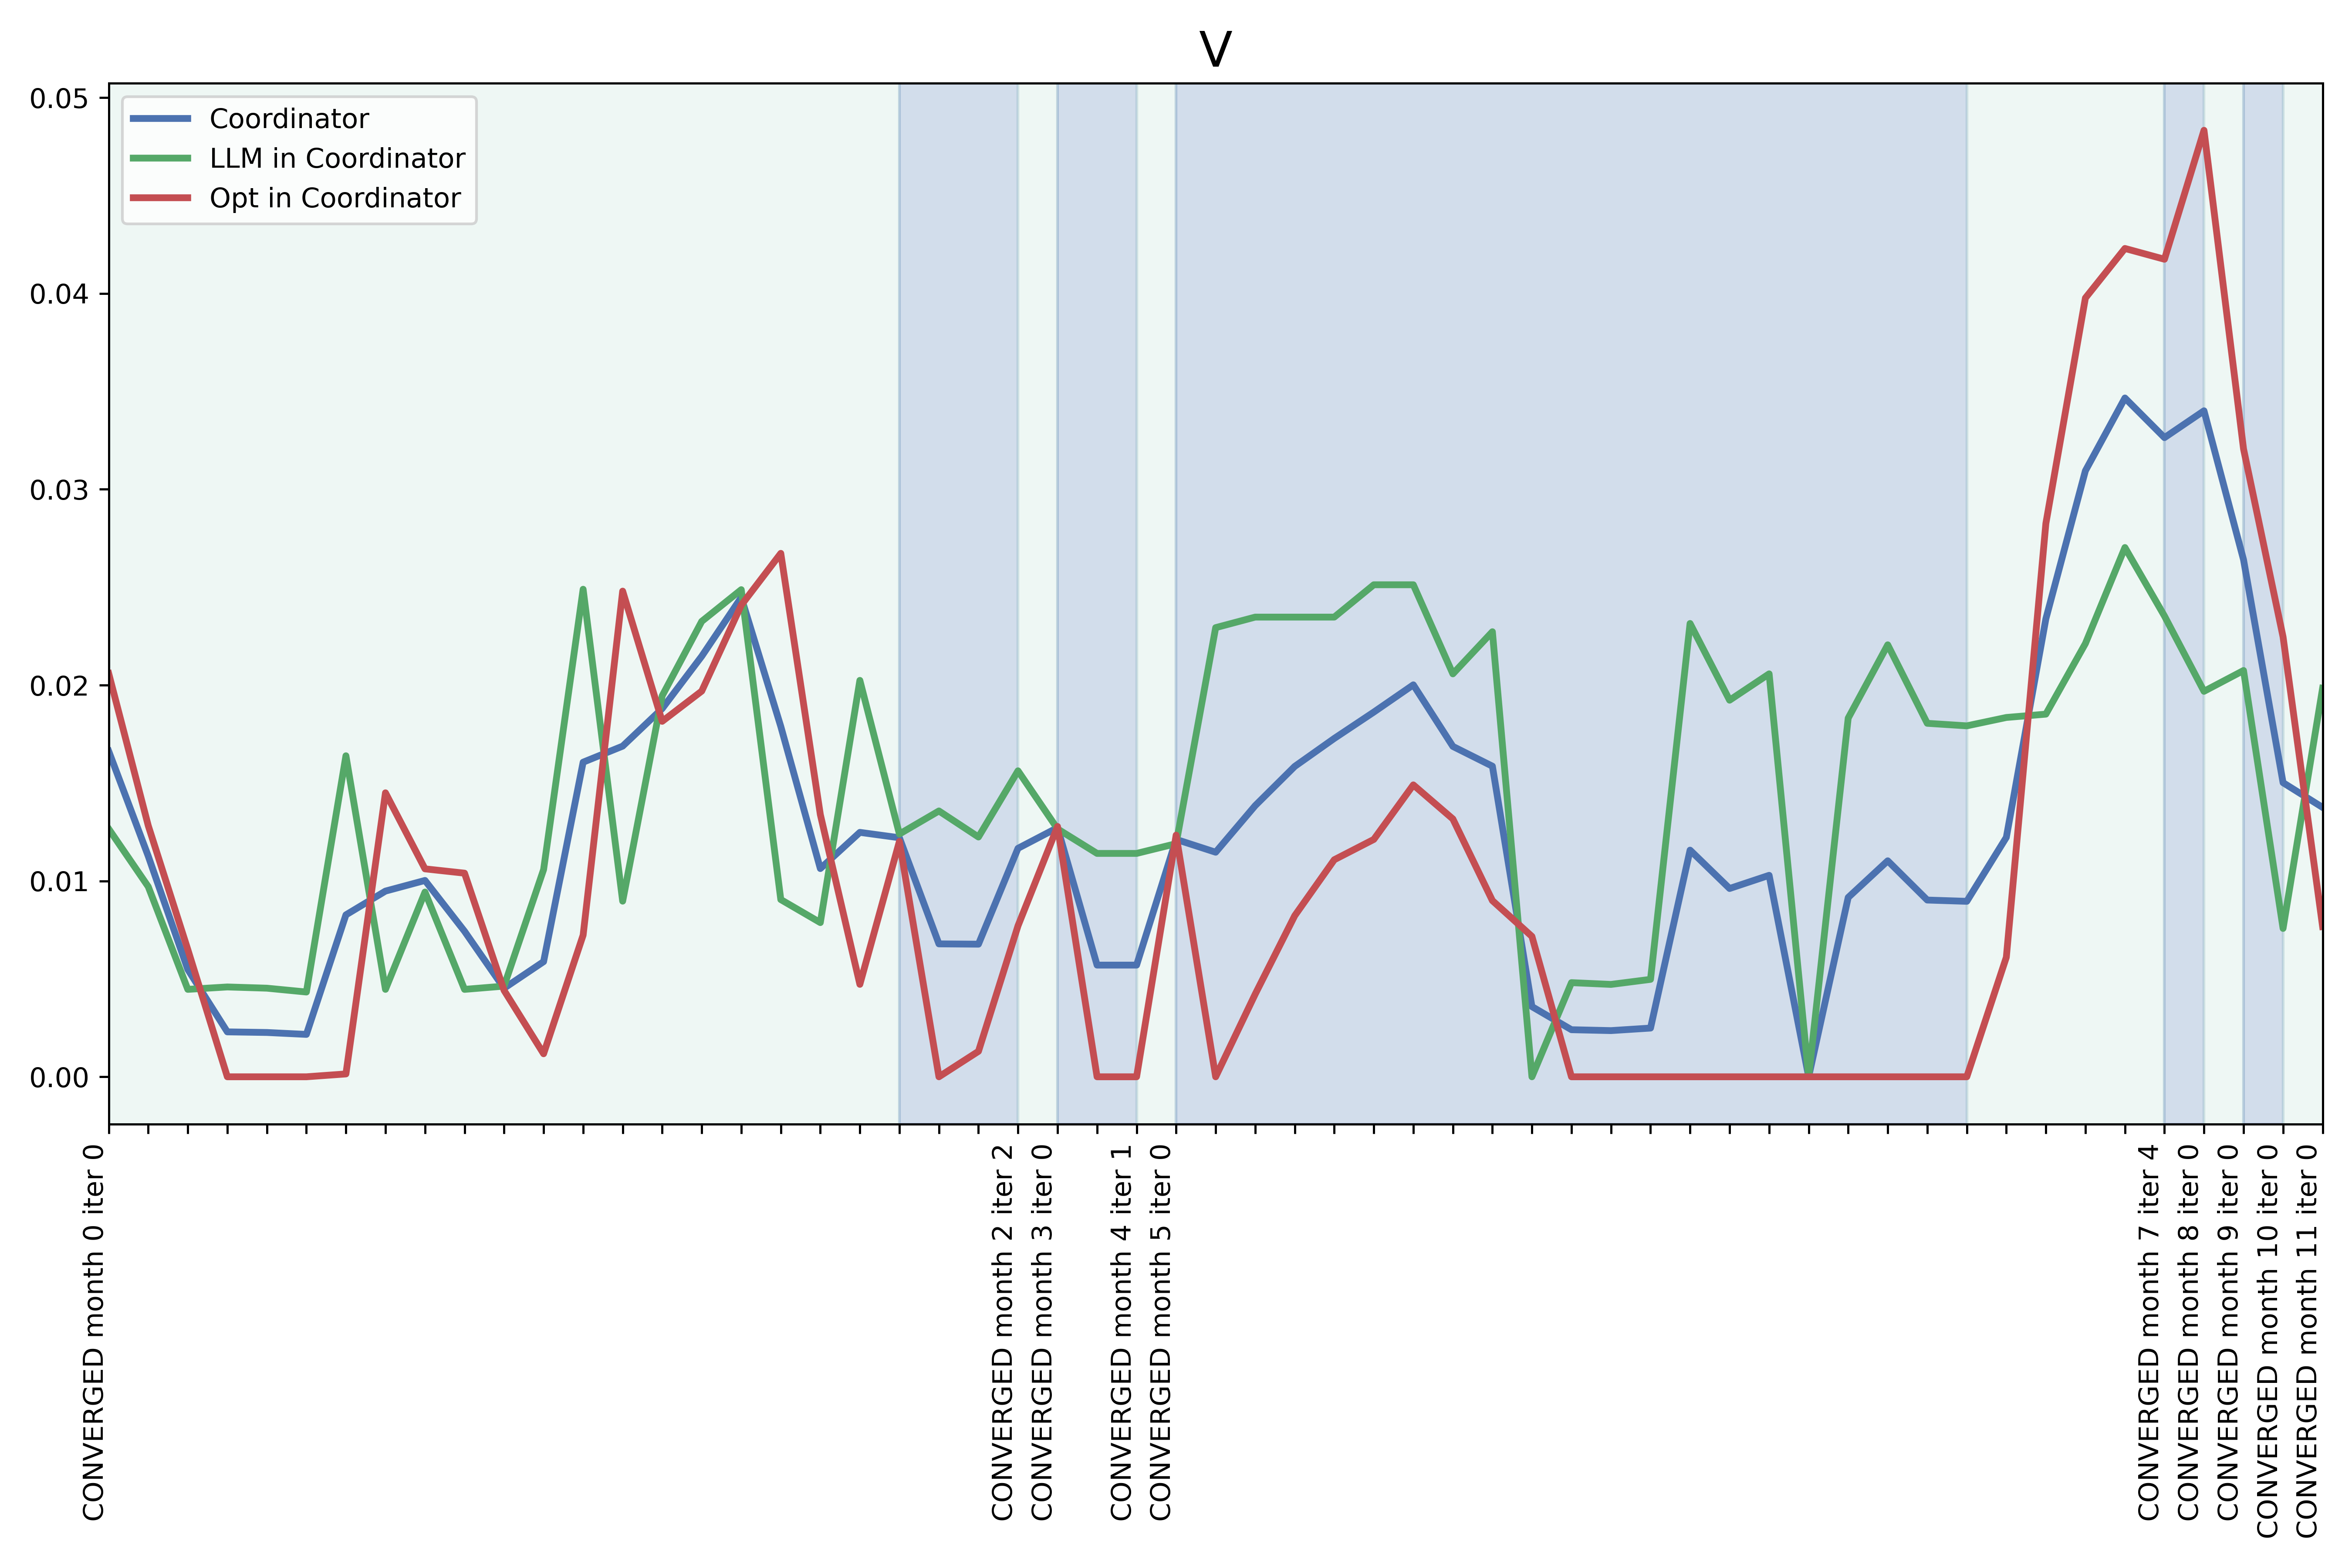 V
0.05
0.04
0.03
0.02
0.01
0.00
Coordinator
LLM in Coordinator
Opt in Coordinator
CONVERGED month 0 iter 0
CONVERGED month 2 iter 2
CONVERGED month 3 iter 0
CONVERGED month 4 iter 1
CONVERGED month 5 iter 0
CONVERGED month 7 iter 4
CONVERGED month 8 iter 0
CONVERGED month 9 iter 0
CONVERGED month 10 iter 0
CONVERGED month 11 iter 0